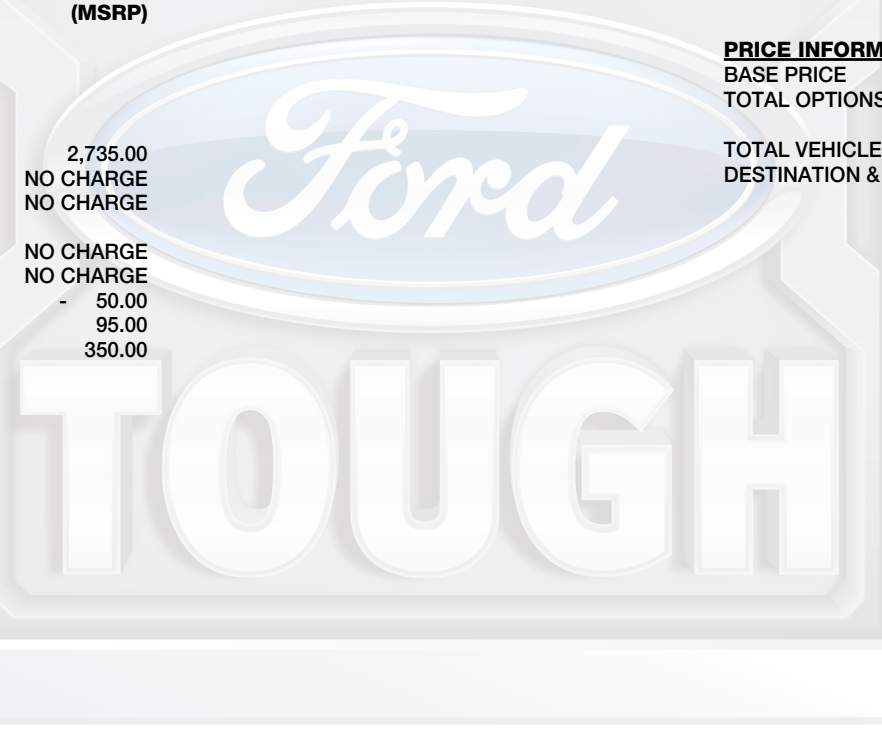 (MSRP)
2,735.00
NO CHARGE
NO CHARGE
NO CHARGE
NO CHARGE
- 50.00
95.00
350.00
PRICE INFORM
BASE PRICE
TOTAL OPTIONS
TOTAL VEHICLE
DESTINATION &
Ford
TOUGH